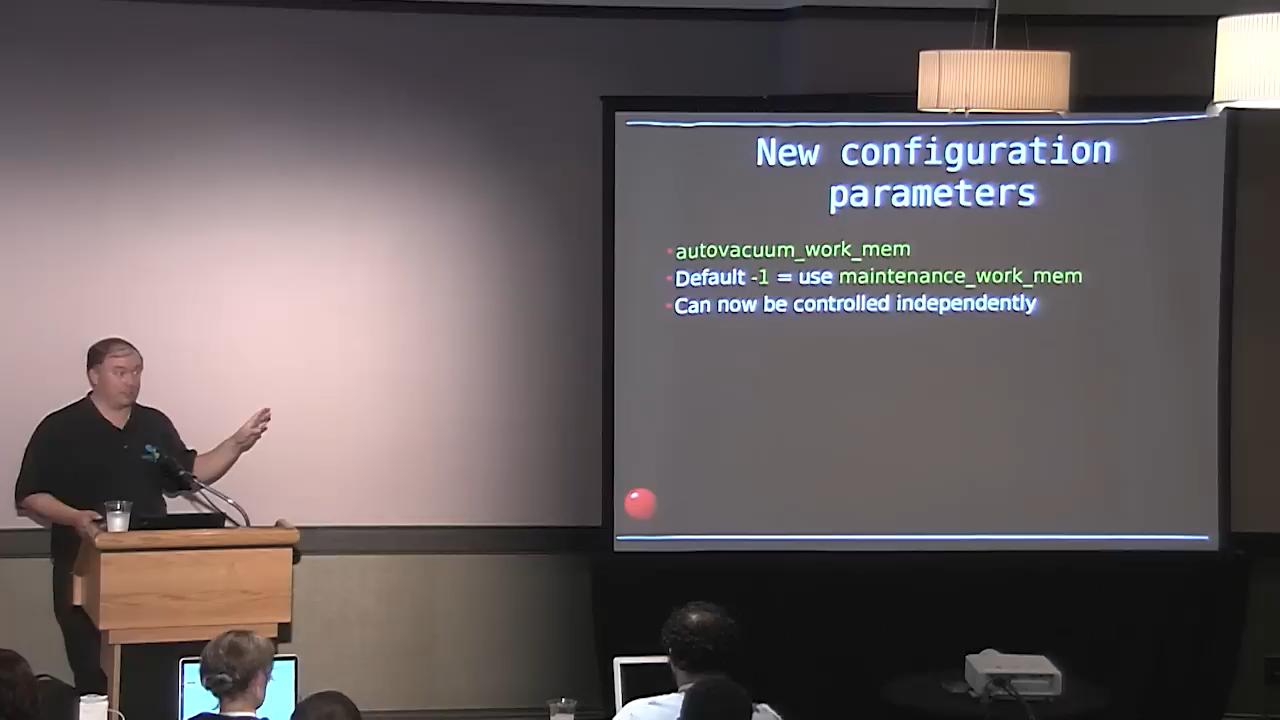 New configuration
parameters
autovacuum_work_mem
Default -1 = use maintenance_work_mem
Can now be controlled independently